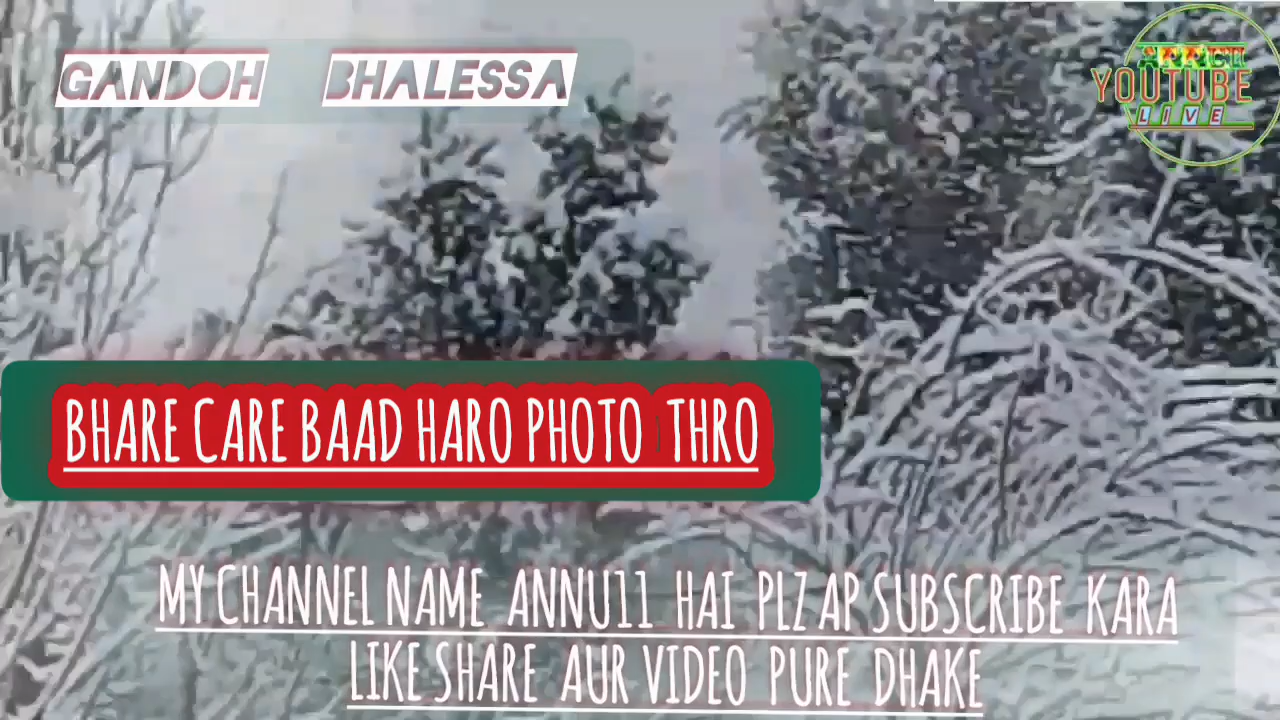 GANDOH BHALESSA
ANNU11
YOUTUBE
LIVE
BHARE CARE BAAD HARO PHOTO THRO
MY CHANNEL NAME ANNU11 HAI PLZ AP SUBSCRIBE KARA
LIKE SHARE AUR VIDEO PURE DHAKE